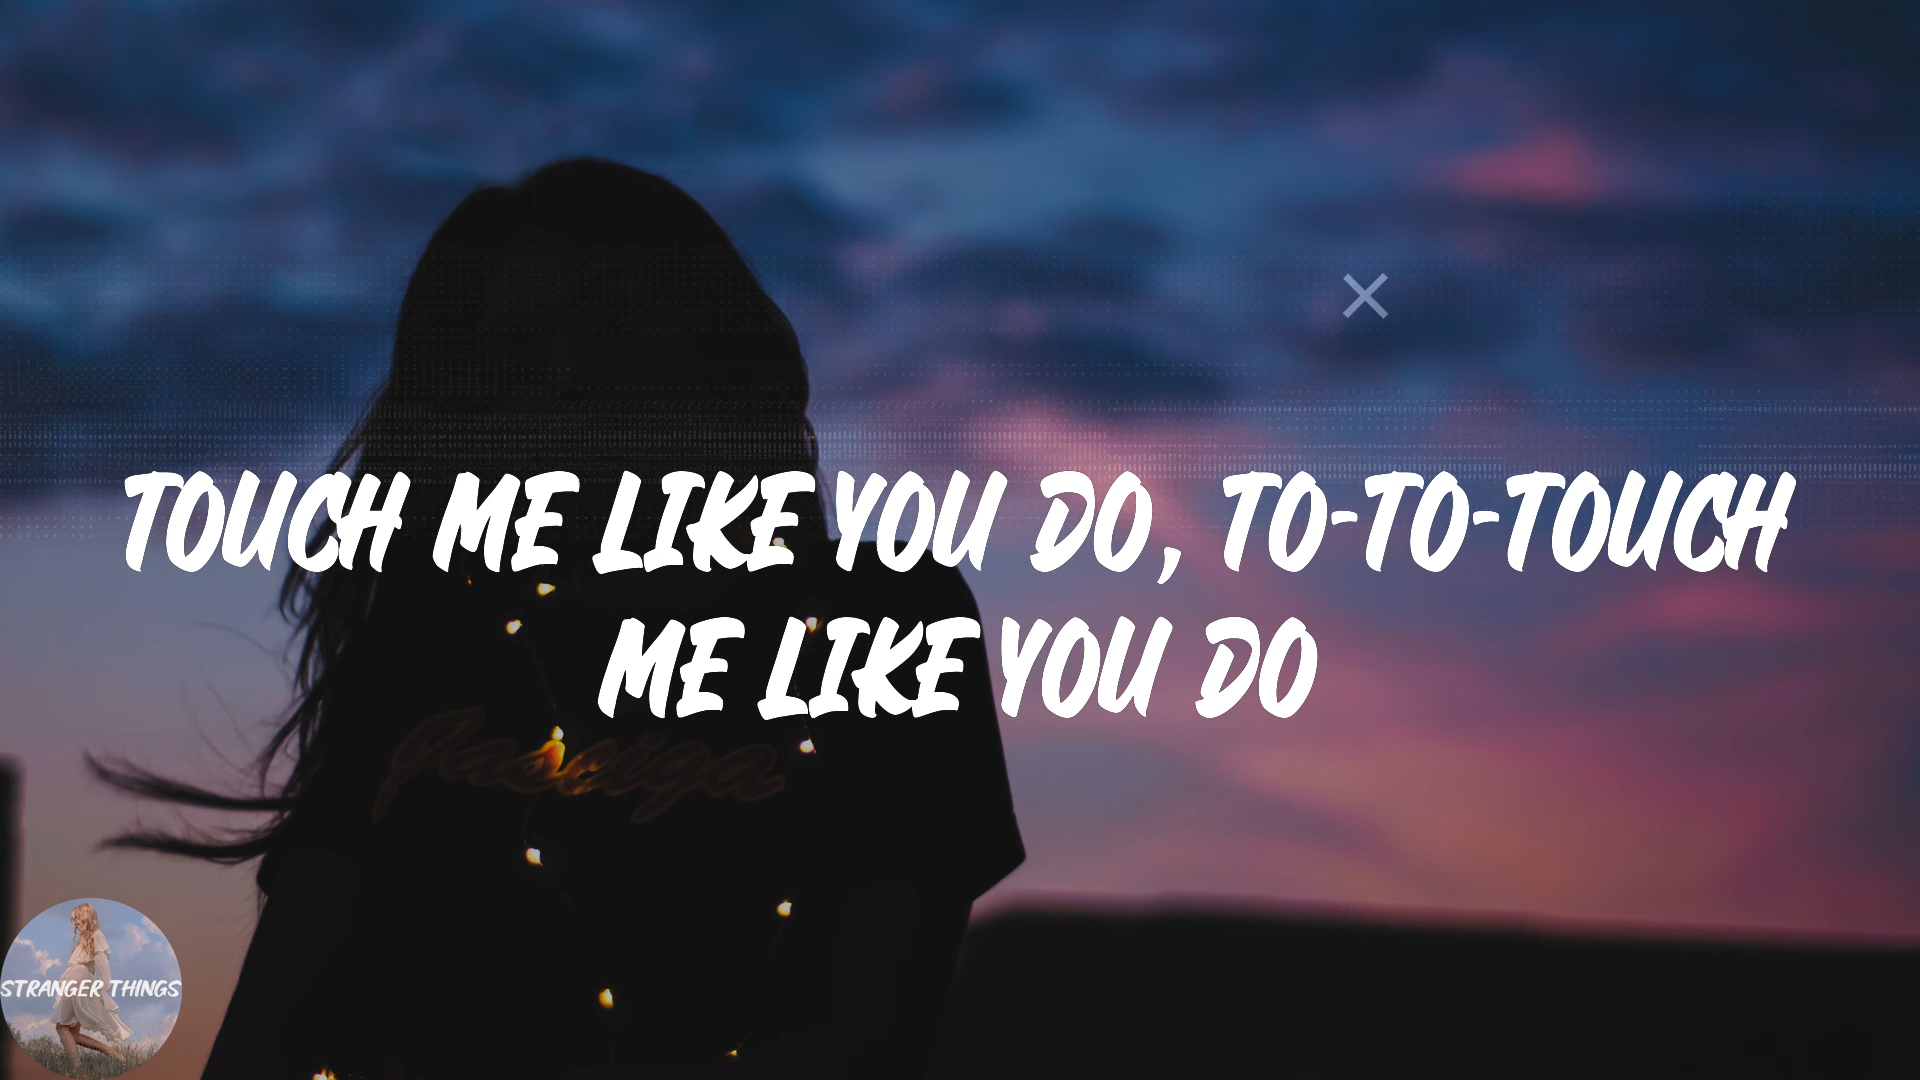 TOUCH ME LIKE YOU DO, TO-TO-TOUCH
ME LIKE YOU DO
STRANGER THINGS